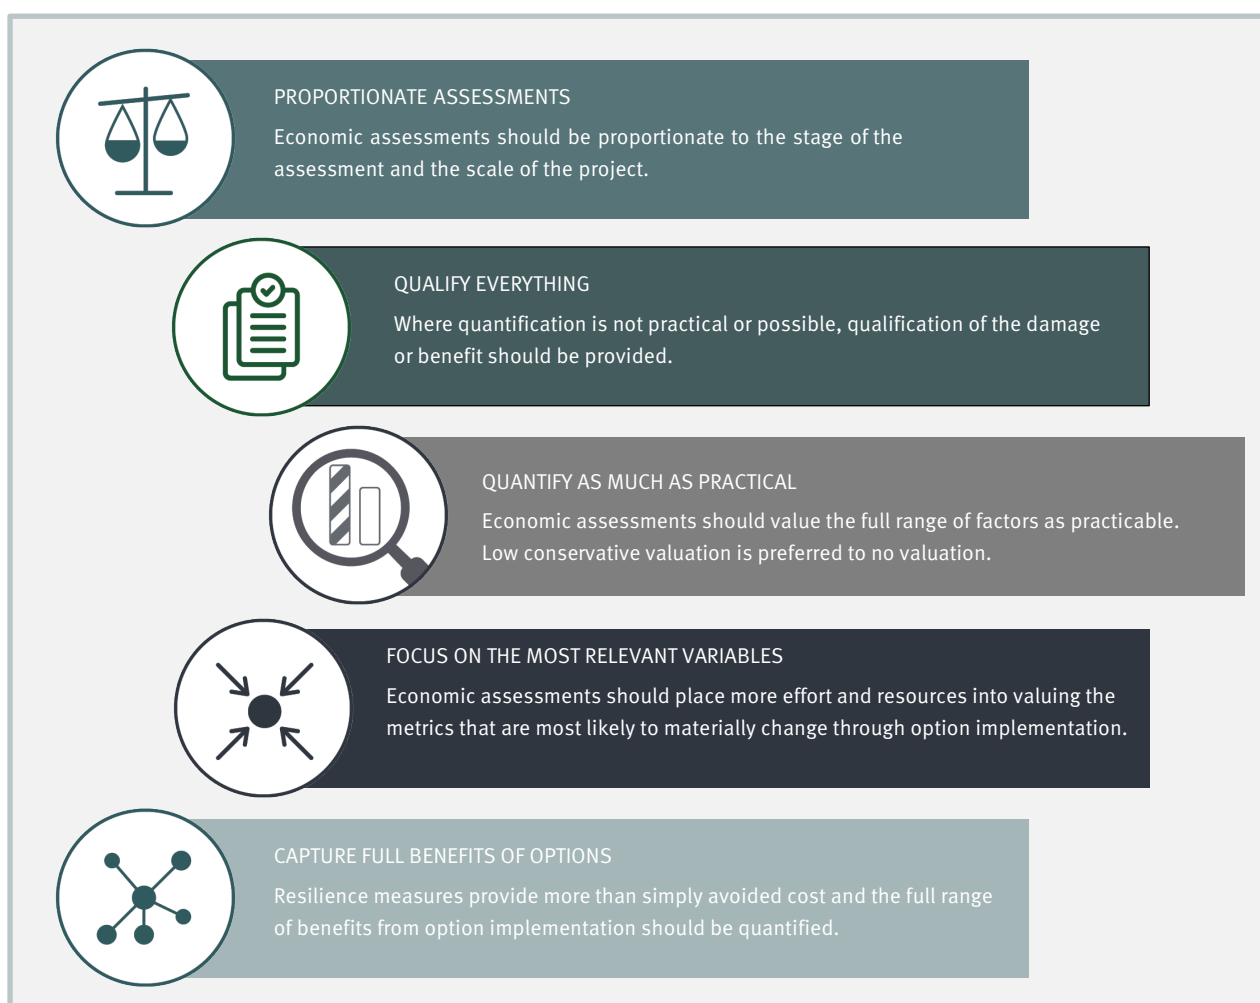 PROPORTIONATE ASSESSMENTS
Economic assessments should be proportionate to the stage of the
assessment and the scale of the project.
QUALIFY EVERYTHING
Where quantification is not practical or possible, qualification of the damage
or benefit should be provided.
QUANTIFY AS MUCH AS PRACTICAL
Economic assessments should value the full range of factors as practicable.
Low conservative valuation is preferred to no valuation.
FOCUS ON THE MOST RELEVANT VARIABLES
Economic assessments should place more effort and resources into valuing the
metrics that are most likely to materially change through option implementation.
CAPTURE FULL BENEFITS OF OPTIONS
Resilience measures provide more than simply avoided cost and the full range
of benefits from option implementation should be quantified.